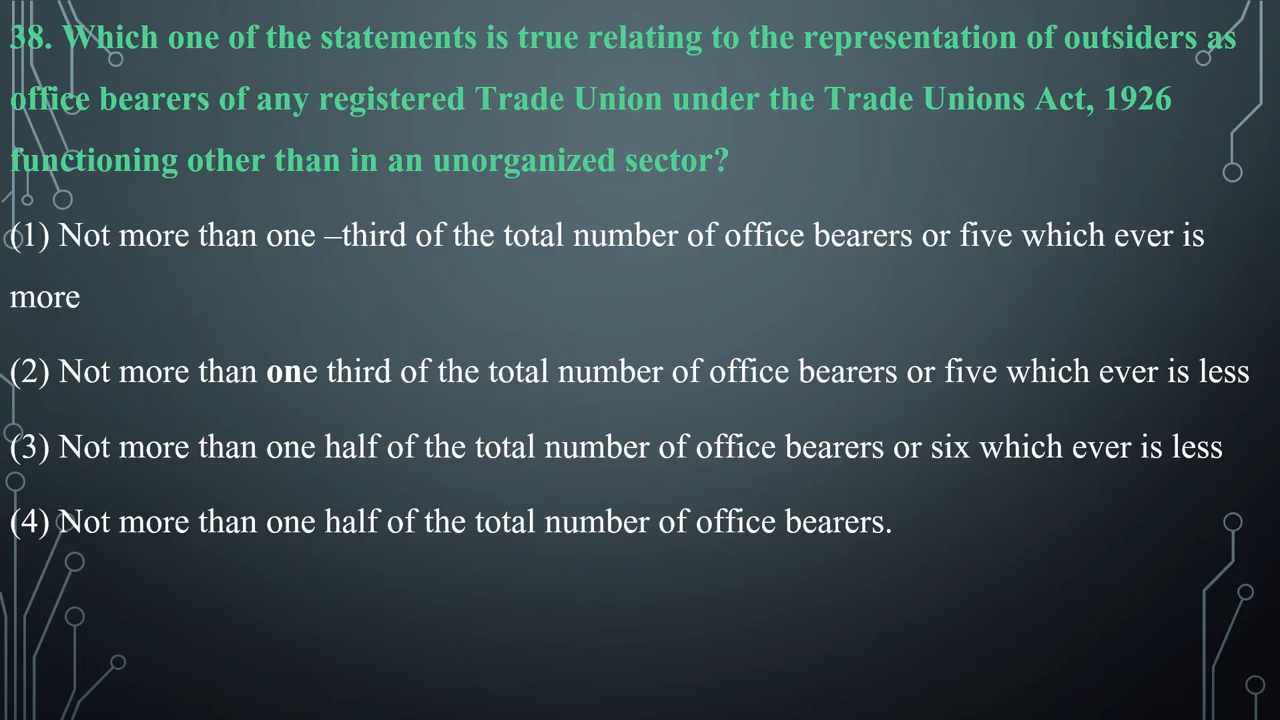 38. Which one of the statements is true relating to the representation of outsiders as
office bearers of any registered Trade Union under the Trade Unions Act, 1926
functioning other than in an unorganized sector?
(1) Not more than one –third of the total number of office bearers or five which ever is
more
(2) Not more than one third of the total number of office bearers or five which ever is less
(3) Not more than one half of the total number of office bearers or six which ever is less
(4) Not more than one half of the total number of office bearers.